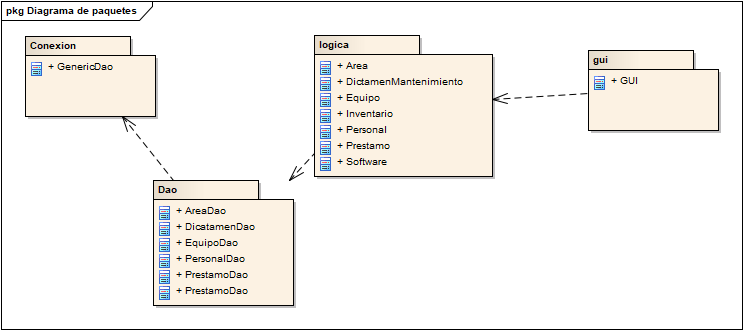 pkg Diagrama de paquetes
Conexion
+ GenericDao
logica
+ Area
+ DictamenMantenimiento
+ Equipo
+ Inventario
+ Personal
+ Prestamo
+ Software
gui
+ GUI
Dao
+ AreaDao
+ DicatamenDao
+ EquipoDao
+ PersonalDao
+ PrestamoDao
+ PrestamoDao